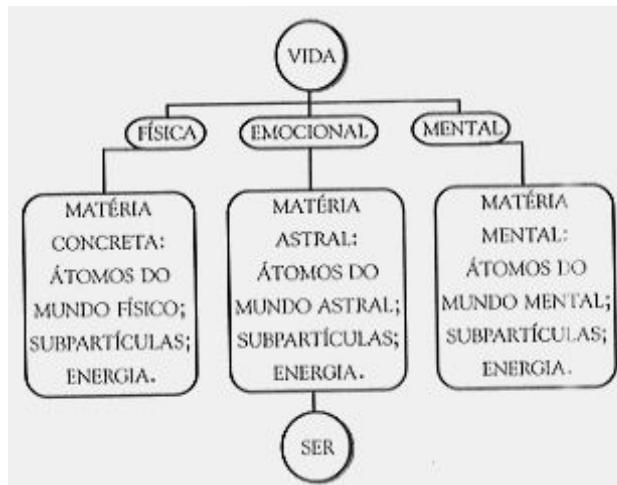 VIDA
FÍSICA
EMOCIONAL
MENTAL
MATÉRIA
CONCRETA:
ÁTOMOS DO
MUNDO FÍSICO;
SUBPARTÍCULAS;
ENERGIA.
MATÉRIA
ASTRAL:
ÁTOMOS DO
MUNDO ASTRAL;
SUBPARTÍCULAS;
ENERGIA.
MATÉRIA
MENTAL:
ÁTOMOS DO
MUNDO MENTAL;
SUBPARTÍCULAS;
ENERGIA.
SER